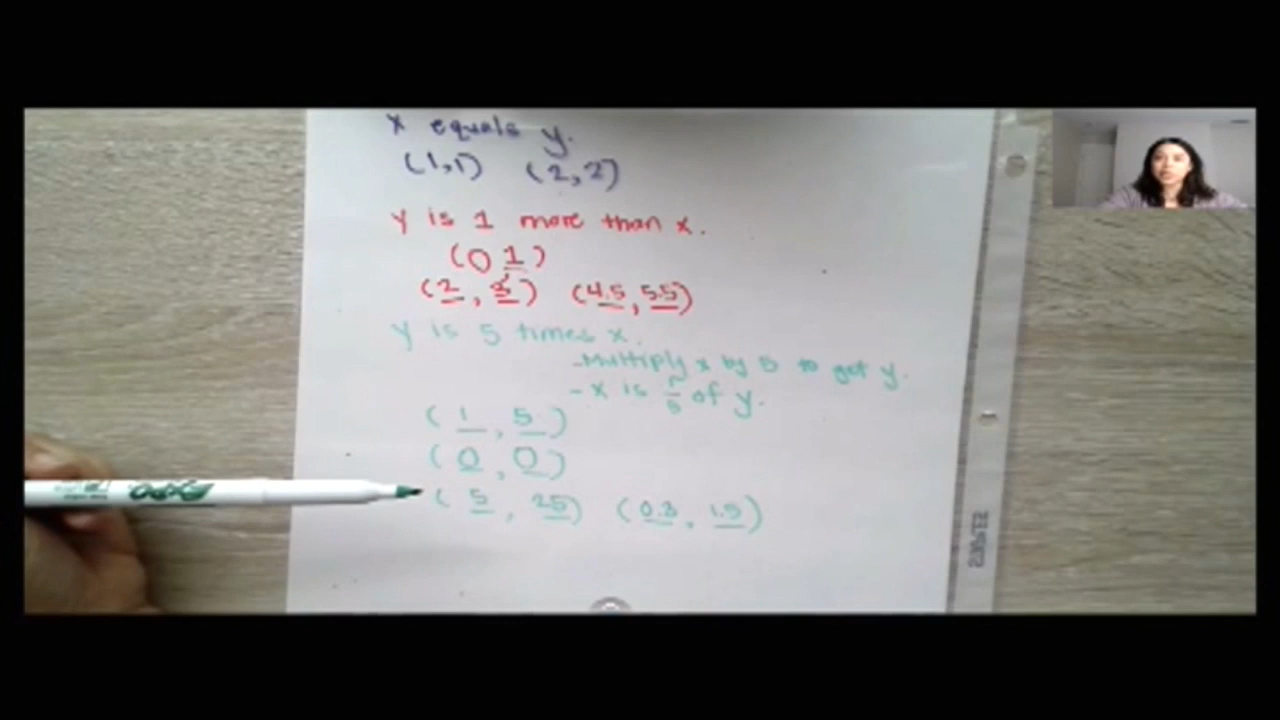 x equals y.
(1,1) (2,2)
y is 1 more than x.
(0 1)
(2, 3) (4.5, 5.5)
y is 5 times x.
- Multiply x by 5 to get y.
- x is 1/5 of y.
(1, 5)
(0, 0)
(5, 25) (0.3, 1.5)
EXPO